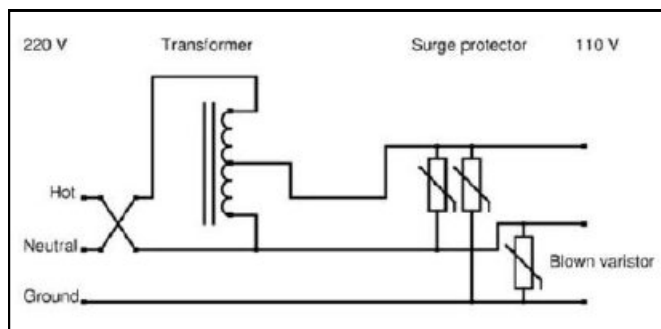 220 V Transformer Surge protector 110 V
Hot
Neutral
Blown varistor
Ground